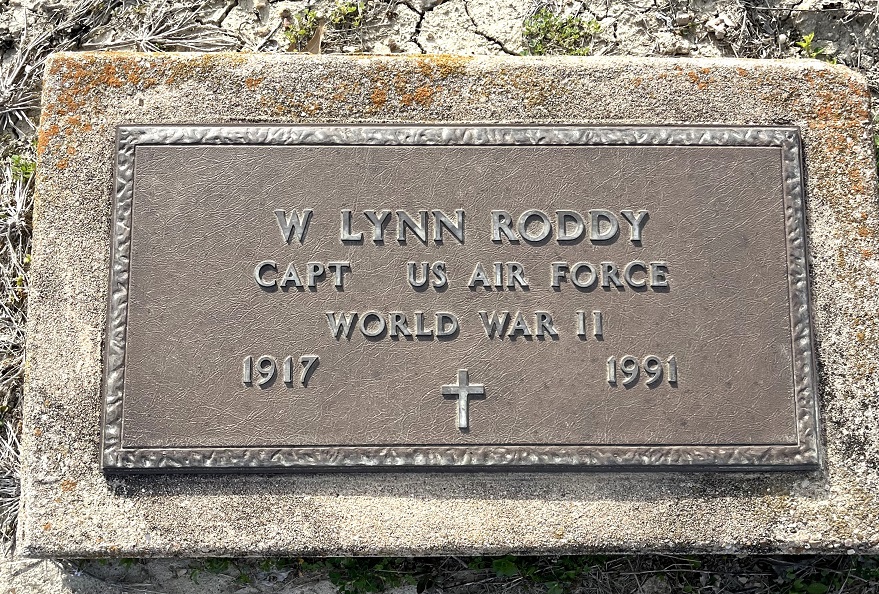 W LYNN RODDY
CAPT US AIR FORCE
WORLD WAR II
1917 1991